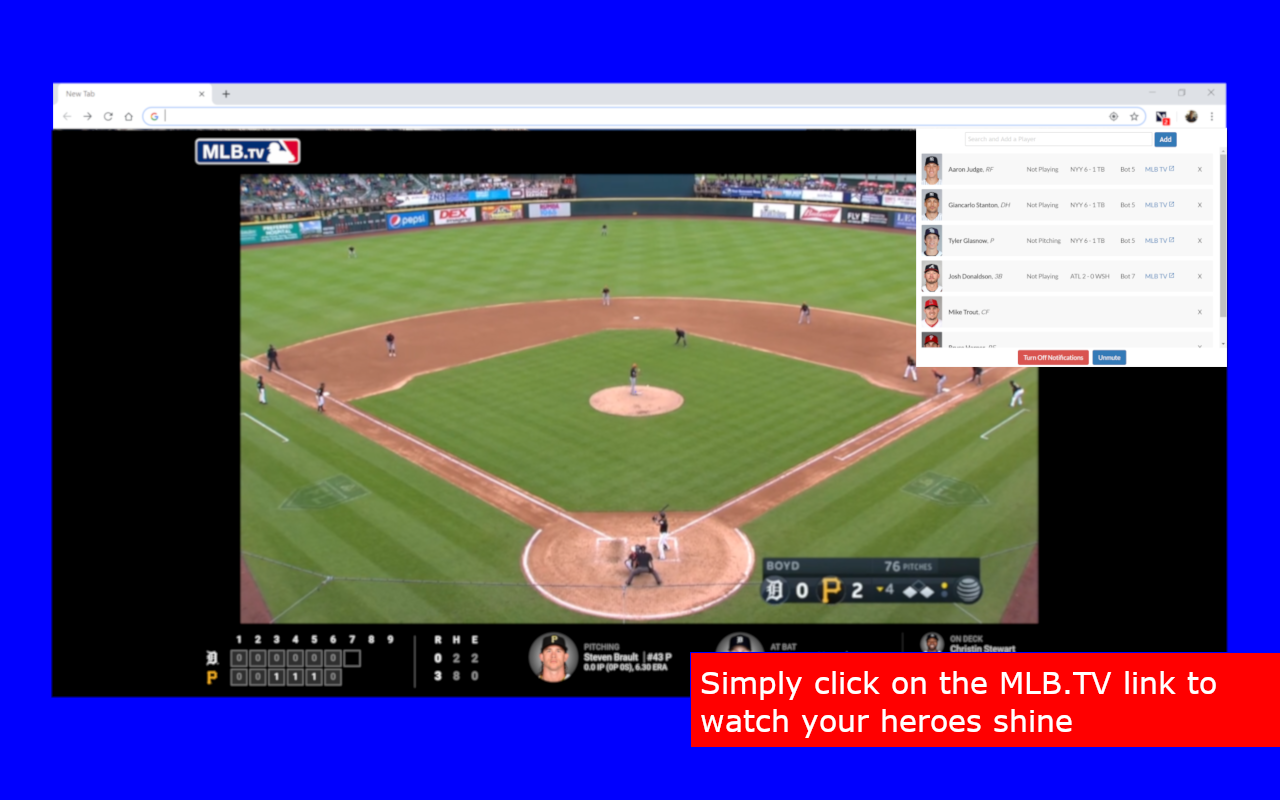 New Tab
MLB.TV
Search and Add a Player
Add
Aaron Judge, RF Not Playing NYY 6 - 1 TB Bot 5 MLB TV X
Giancarlo Stanton, DH Not Playing NYY 6 - 1 TB Bot 5 MLB TV X
Tyler Glasnow, P Not Pitching NYY 6 - 1 TB Bot 5 MLB TV X
Josh Donaldson, 3B Not Playing ATL 2 - 0 WSH Bot 7 MLB TV X
Mike Trout, CF X
Turn Off Notifications Unmute
PREFERRED
pepsi DEX
Budweiser FLY
BOYD 76 PITCHES
D 0 P 2 4
1 2 3 4 5 6 7 8 9 R H E
D 0 0 0 0 0 0 0 2 2
P 0 0 1 1 1 0 3 8 0
PITCHING
Steven Brault | #43 P
0.0 IP (0P 0S), 6.30 ERA
AT BAT
ON DECK
Christin Stewart
Simply click on the MLB.TV link to
watch your heroes shine